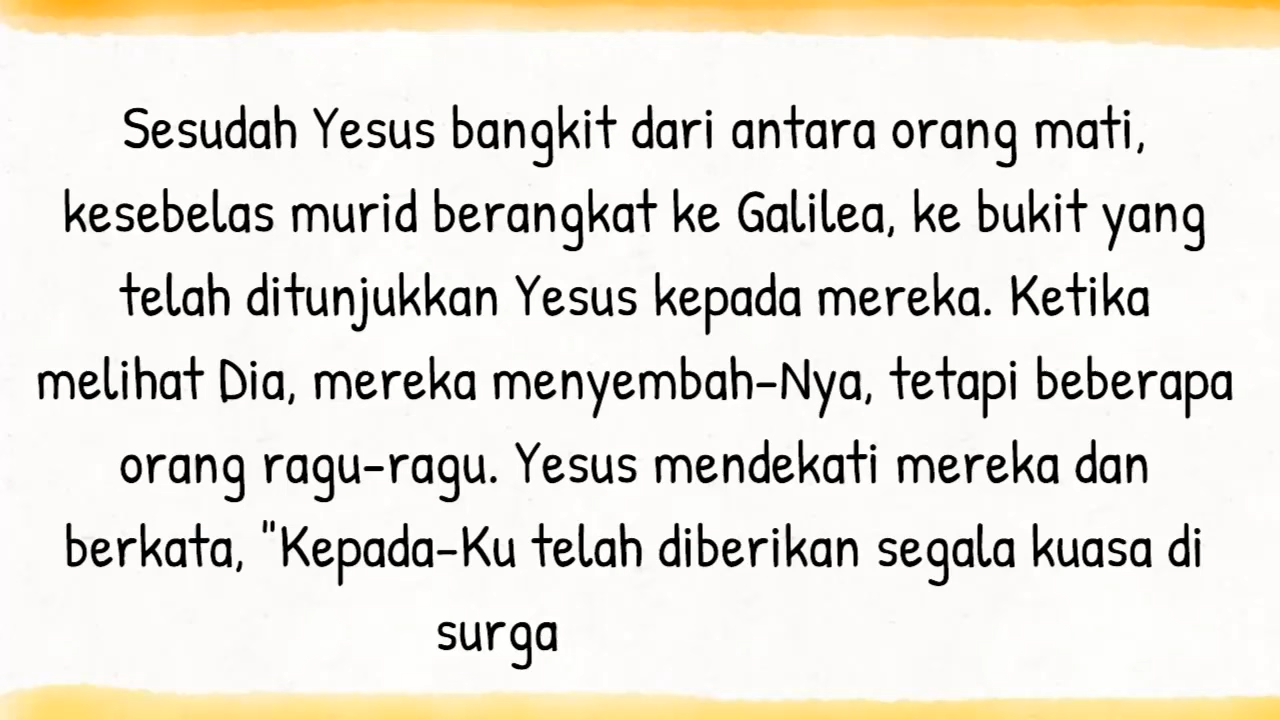 Sesudah Yesus bangkit dari antara orang mati,
kesebelas murid berangkat ke Galilea, ke bukit yang
telah ditunjukkan Yesus kepada mereka. Ketika
melihat Dia, mereka menyembah-Nya, tetapi beberapa
orang ragu-ragu. Yesus mendekati mereka dan
berkata, "Kepada-Ku telah diberikan segala kuasa di
surga